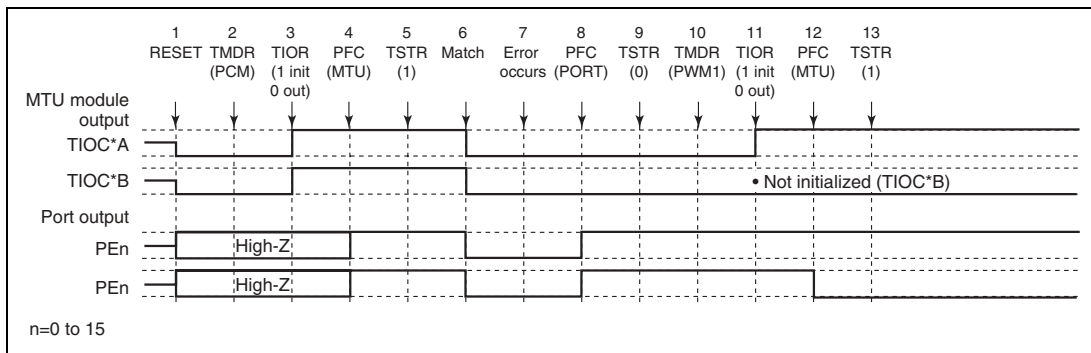 1 2 3 4 5 6 7 8 9 10 11 12 13
RESET TMDR TIOR PFC TSTR Match Error PFC TSTR TMDR TIOR PFC TSTR
(PCM) (1 init (MTU) (1) occurs (PORT) (0) (PWM1) (1 init (MTU) (1)
0 out) 0 out)
MTU module
output
TIOC*A
TIOC*B
• Not initialized (TIOC*B)
Port output
PEn
High-Z
PEn
High-Z
n=0 to 15